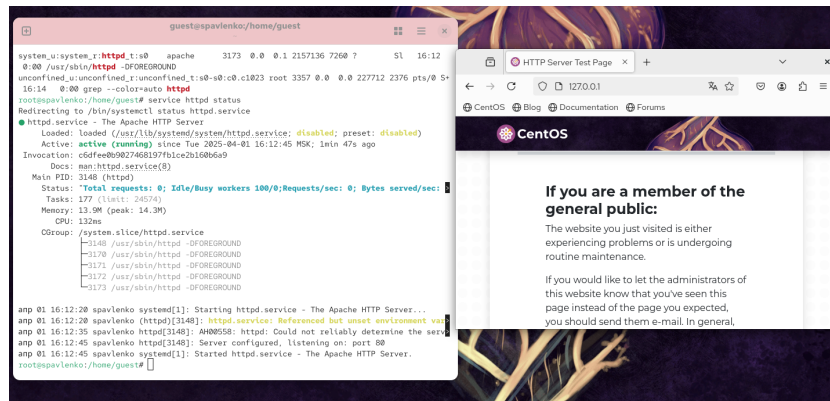 guest@spavlenko:/home/guest
system_u:system_r:httpd_t:s0 apache 3173 0.0 0.1 2157136 7260 ? Sl 16:12
0:00 /usr/sbin/httpd -DFOREGROUND
unconfined_u:unconfined_r:unconfined_t:s0-s0:c0.c1023 root 3357 0.0 0.0 227712 2376 pts/0 S+
16:14 0:00 grep --color=auto httpd
root@spavlenko:/home/guest# service httpd status
Redirecting to /bin/systemctl status httpd.service
● httpd.service - The Apache HTTP Server
Loaded: loaded (/usr/lib/systemd/system/httpd.service; disabled; preset: disabled)
Active: active (running) since Tue 2025-04-01 16:12:45 MSK; 1min 47s ago
Invocation: c6dfee0b9027468197fb1ce2b160b6a9
Docs: man:httpd.service(8)
Main PID: 3148 (httpd)
Status: "Total requests: 0; Idle/Busy workers 100/0;Requests/sec: 0; Bytes served/sec: >
Tasks: 177 (limit: 24574)
Memory: 13.9M (peak: 14.3M)
CPU: 132ms
CGroup: /system.slice/httpd.service
├─3148 /usr/sbin/httpd -DFOREGROUND
├─3170 /usr/sbin/httpd -DFOREGROUND
├─3171 /usr/sbin/httpd -DFOREGROUND
├─3172 /usr/sbin/httpd -DFOREGROUND
└─3173 /usr/sbin/httpd -DFOREGROUND
апр 01 16:12:20 spavlenko systemd[1]: Starting httpd.service - The Apache HTTP Server...
апр 01 16:12:20 spavlenko (httpd)[3148]: httpd.service: Referenced but unset environment var>
апр 01 16:12:35 spavlenko httpd[3148]: AH00558: httpd: Could not reliably determine the serv>
апр 01 16:12:45 spavlenko httpd[3148]: Server configured, listening on: port 80
апр 01 16:12:45 spavlenko systemd[1]: Started httpd.service - The Apache HTTP Server.
root@spavlenko:/home/guest#
HTTP Server Test Page
127.0.0.1
CentOS Blog Documentation Forums
CentOS
If you are a member of the
general public:
The website you just visited is either
experiencing problems or is undergoing
routine maintenance.
If you would like to let the administrators of
this website know that you've seen this
page instead of the page you expected,
you should send them e-mail. In general,